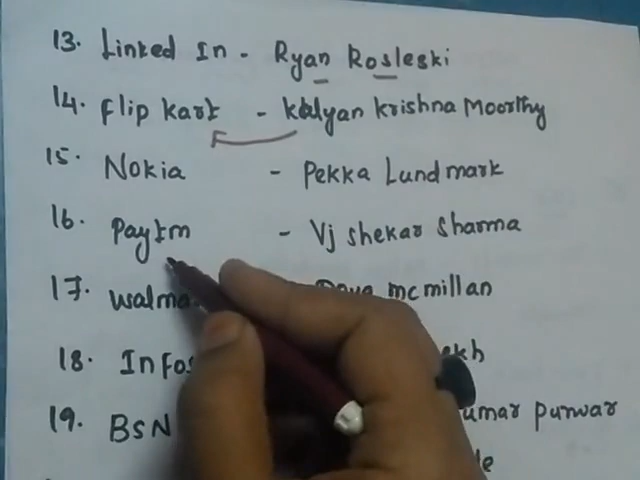 13. Linked In - Ryan Rosleski
14. Flip kart - Kalyan Krishna Moorthy
15. Nokia - Pekka Lundmark
16. Paytm - Vj shekar sharma
17. Walma mcmillan
18. Infos ekh
19. BSN umar purwar